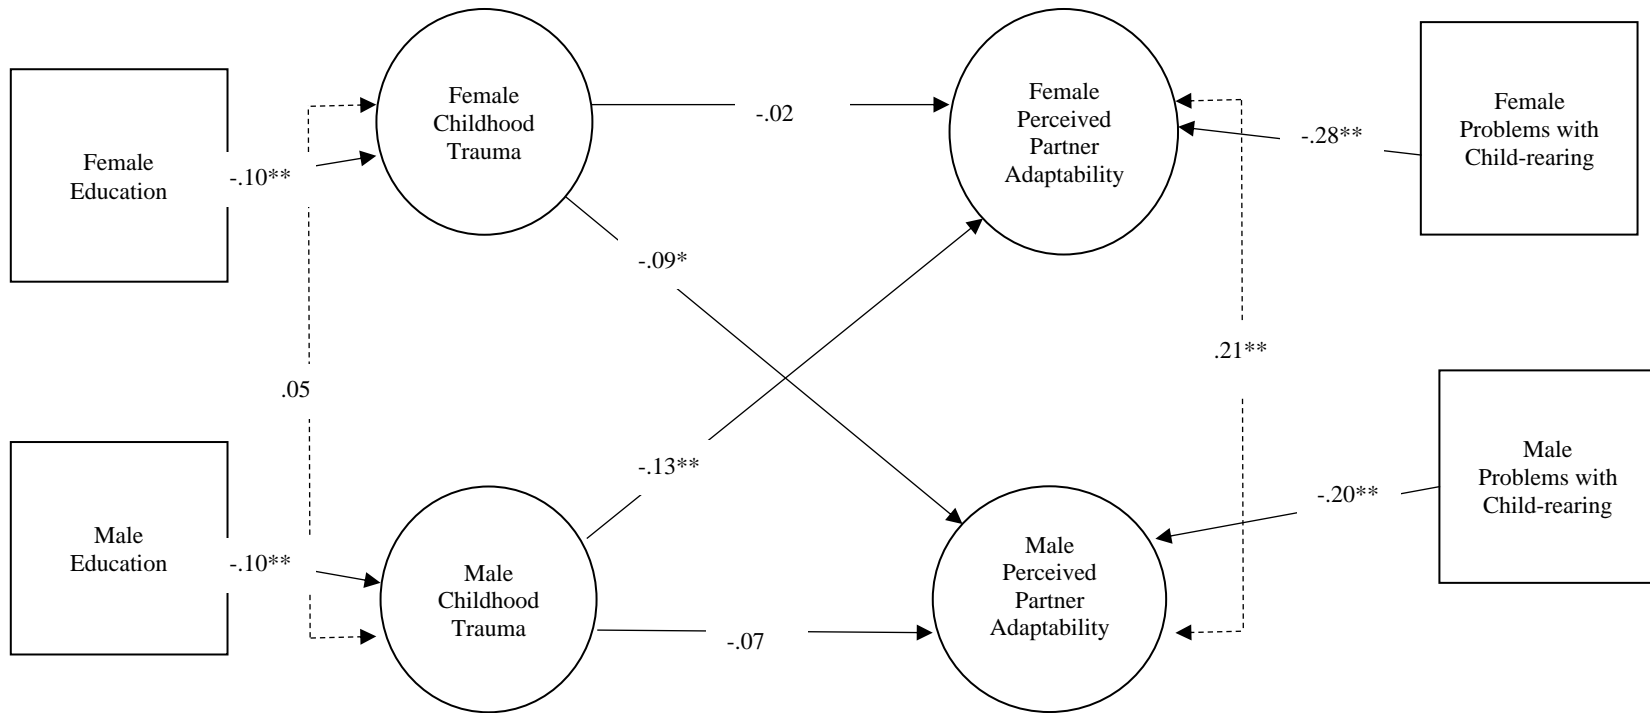 Female
Education
-.10**
Female
Childhood
Trauma
-.02
Female
Perceived
Partner
Adaptability
-.28**
Female
Problems with
Child-rearing
-.09*
.05
.21**
-.13**
Male
Education
-.10**
Male
Childhood
Trauma
-.07
Male
Perceived
Partner
Adaptability
-.20**
Male
Problems with
Child-rearing